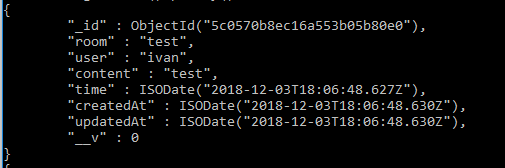 {
"_id" : ObjectId("5c0570b8ec16a553b05b80e0"),
"room" : "test",
"user" : "ivan",
"content" : "test",
"time" : ISODate("2018-12-03T18:06:48.627Z"),
"createdAt" : ISODate("2018-12-03T18:06:48.630Z"),
"updatedAt" : ISODate("2018-12-03T18:06:48.630Z"),
"__v" : 0
}